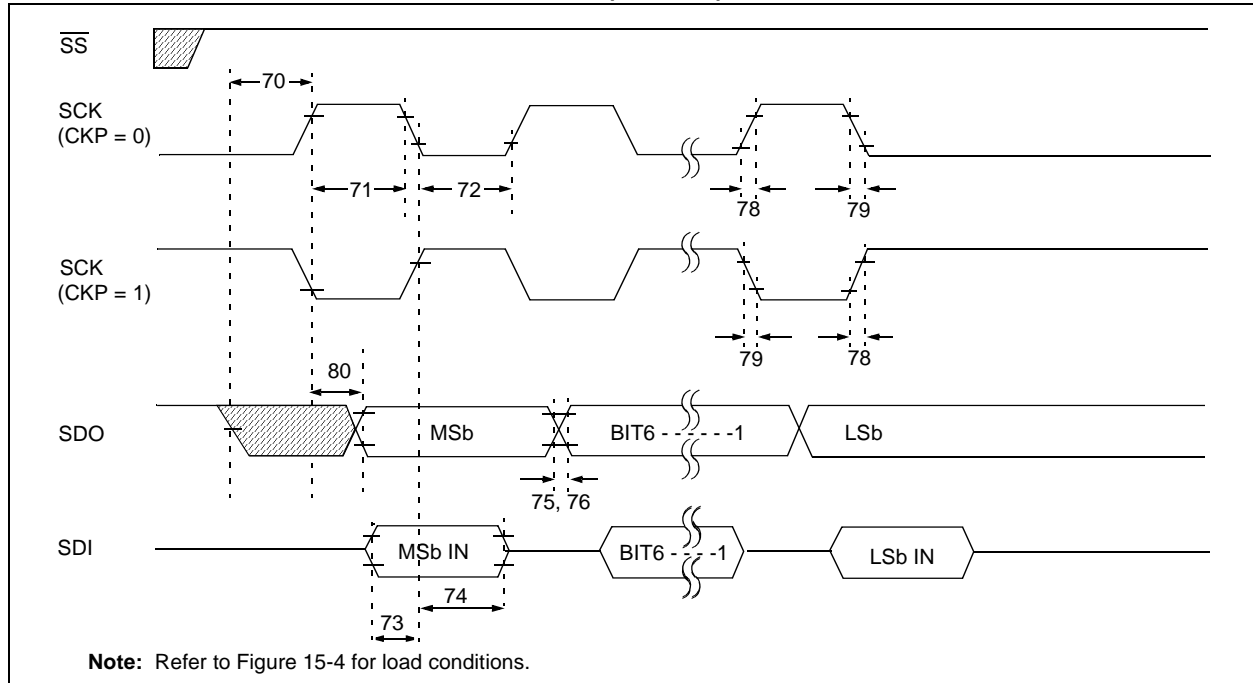 SS
70
SCK
(CKP = 0)
71
72
78
79
SCK
(CKP = 1)
79
78
80
SDO
MSb
BIT6 - - - - - - -1
LSb
75, 76
SDI
MSb IN
BIT6 - - - - -1
LSb IN
74
73
Note: Refer to Figure 15-4 for load conditions.